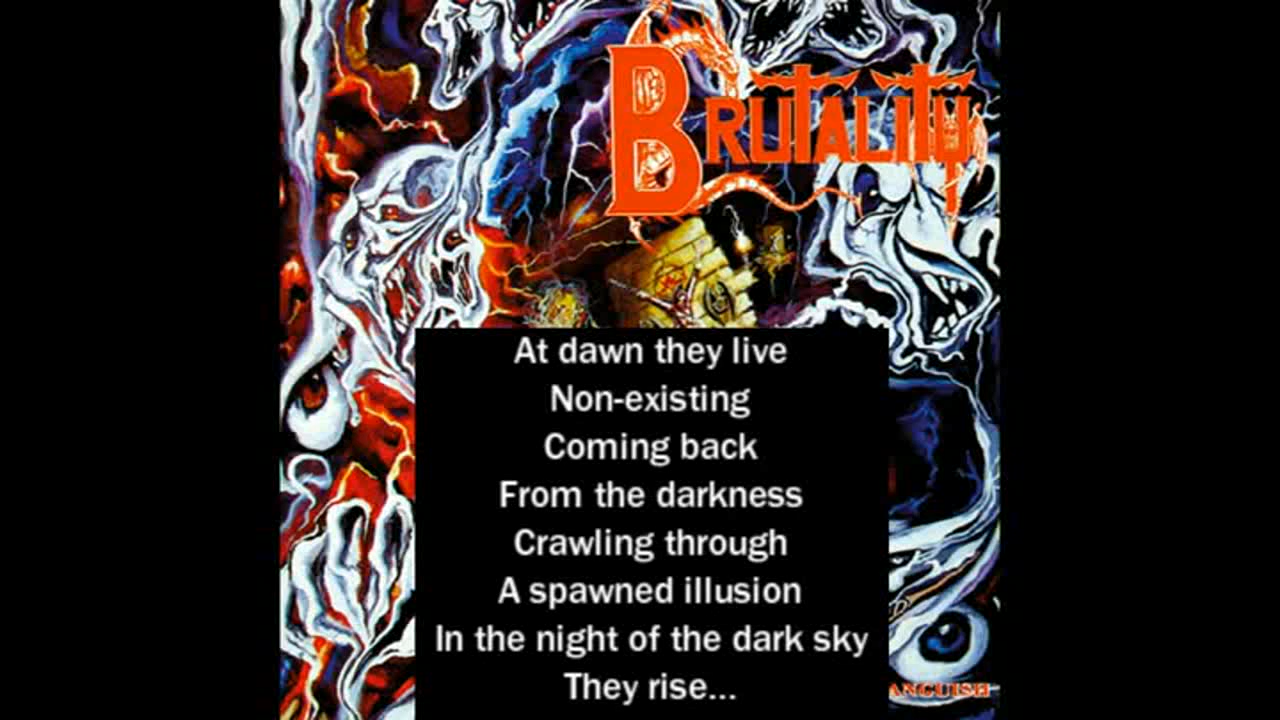 BRUTALITY
At dawn they live
Non-existing
Coming back
From the darkness
Crawling through
A spawned illusion
In the night of the dark sky
They rise...
ANGUISH